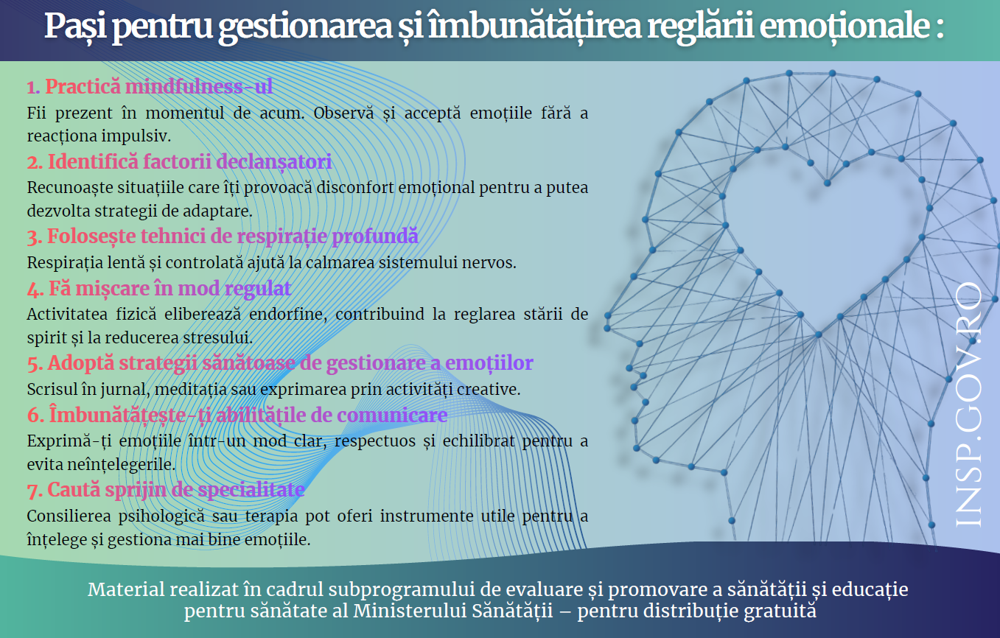 Pași pentru gestionarea și îmbunătățirea reglării emoționale :
1. Practică mindfulness-ul
Fii prezent în momentul de acum. Observă și acceptă emoțiile fără a
reacționa impulsiv.
2. Identifică factorii declanșatori
Recunoaște situațiile care îți provoacă disconfort emoțional pentru a putea
dezvolta strategii de adaptare.
3. Folosește tehnici de respirație profundă
Respirația lentă și controlată ajută la calmarea sistemului nervos.
4. Fă mișcare în mod regulat
Activitatea fizică eliberează endorfine, contribuind la reglarea stării de
spirit și la reducerea stresului.
5. Adoptă strategii sănătoase de gestionare a emoțiilor
Scrisul în jurnal, meditația sau exprimarea prin activități creative.
6. Îmbunătățește-ți abilitățile de comunicare
Exprimă-ți emoțiile într-un mod clar, respectuos și echilibrat pentru a
evita neînțelegerile.
7. Caută sprijin de specialitate
Consilierea psihologică sau terapia pot oferi instrumente utile pentru a
înțelege și gestiona mai bine emoțiile.
INSP.GOV.RO
Material realizat în cadrul subprogramului de evaluare și promovare a sănătății și educație
pentru sănătate al Ministerului Sănătății – pentru distribuție gratuită